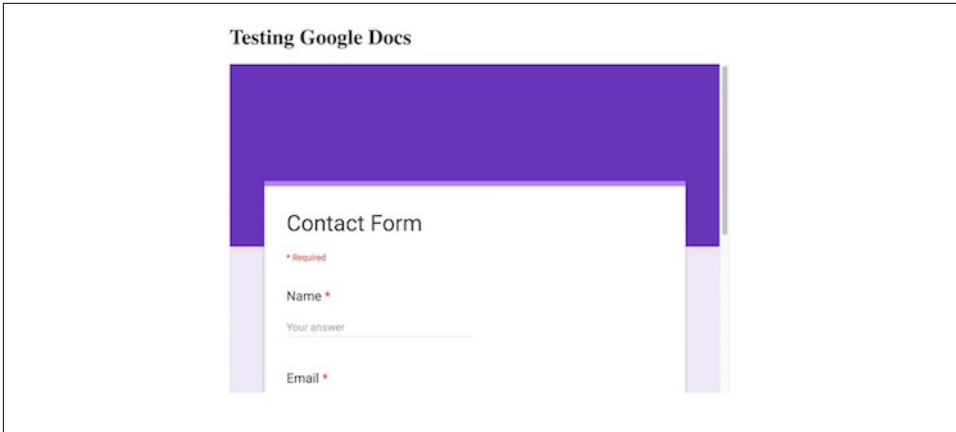 Testing Google Docs
Contact Form
* Required
Name *
Your answer
Email *